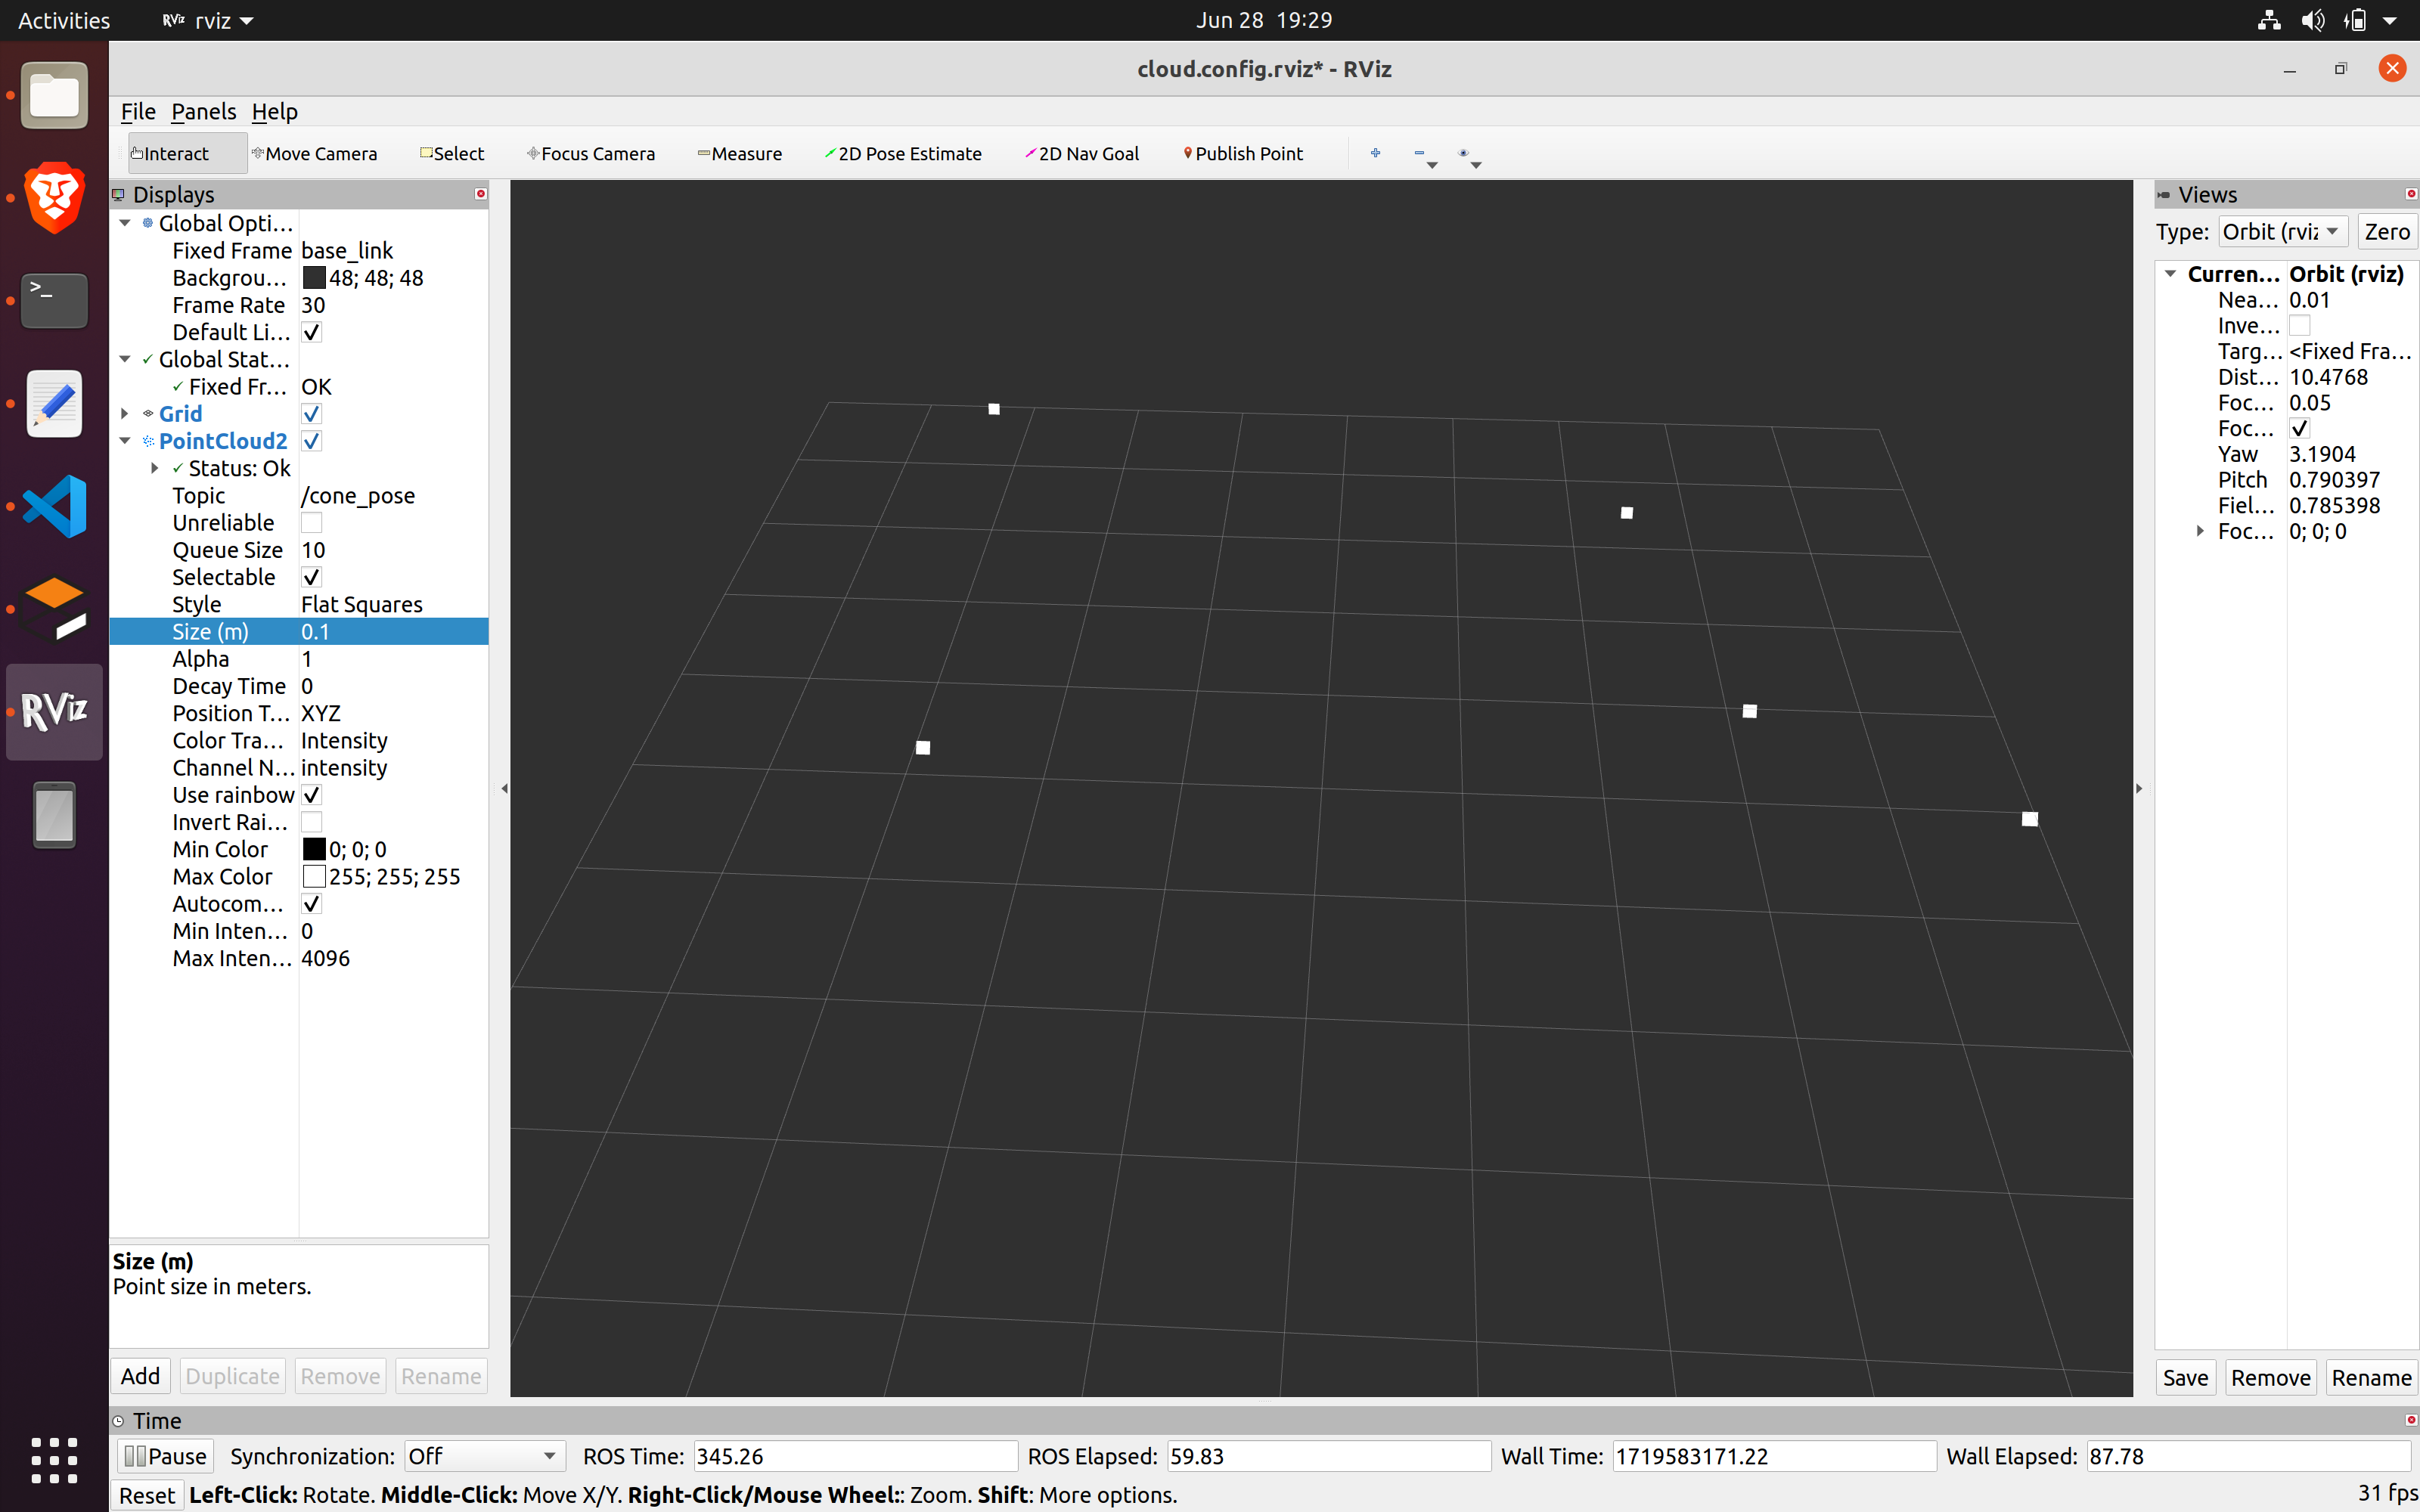 Activities RViz rviz Jun 28 19:29
cloud.config.rviz* - RViz
File Panels Help
Interact Move Camera Select Focus Camera Measure 2D Pose Estimate 2D Nav Goal Publish Point
Displays
Global Opti...
Fixed Frame base_link
Backgrou... 48; 48; 48
Frame Rate 30
Default Li...
Global Stat...
Fixed Fr... OK
Grid
PointCloud2
Status: Ok
Topic /cone_pose
Unreliable
Queue Size 10
Selectable
Style Flat Squares
Size (m) 0.1
Alpha 1
Decay Time 0
Position T... XYZ
Color Tra... Intensity
Channel N... intensity
Use rainbow
Invert Rai...
Min Color 0; 0; 0
Max Color 255; 255; 255
Autocom...
Min Inten... 0
Max Inten... 4096
Size (m)
Point size in meters.
Add Duplicate Remove Rename
RViz
Views
Type: Orbit (rviz Zero
Curren... Orbit (rviz)
Nea... 0.01
Inve...
Targ... <Fixed Fra...
Dist... 10.4768
Foc... 0.05
Foc...
Yaw 3.1904
Pitch 0.790397
Fiel... 0.785398
Foc... 0; 0; 0
Save Remove Rename
Time
Pause Synchronization: Off ROS Time: 345.26 ROS Elapsed: 59.83 Wall Time: 1719583171.22 Wall Elapsed: 87.78
Reset Left-Click: Rotate. Middle-Click: Move X/Y. Right-Click/Mouse Wheel:: Zoom. Shift: More options. 31 fps